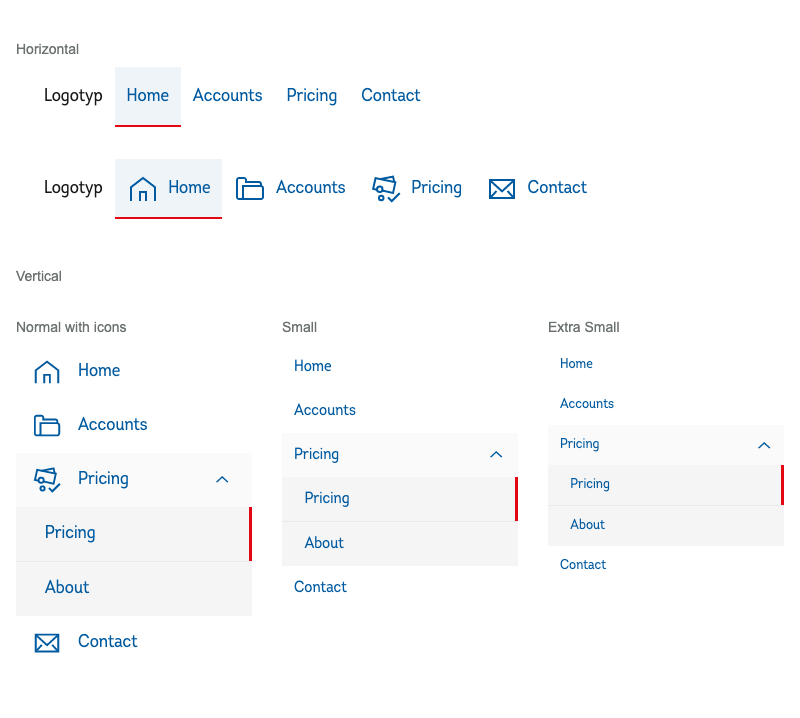 Horizontal
Logotyp Home Accounts Pricing Contact
Logotyp Home Accounts Pricing Contact
Vertical
Normal with icons
Home
Accounts
Pricing
Pricing
About
Contact
Small
Home
Accounts
Pricing
Pricing
About
Contact
Extra Small
Home
Accounts
Pricing
Pricing
About
Contact